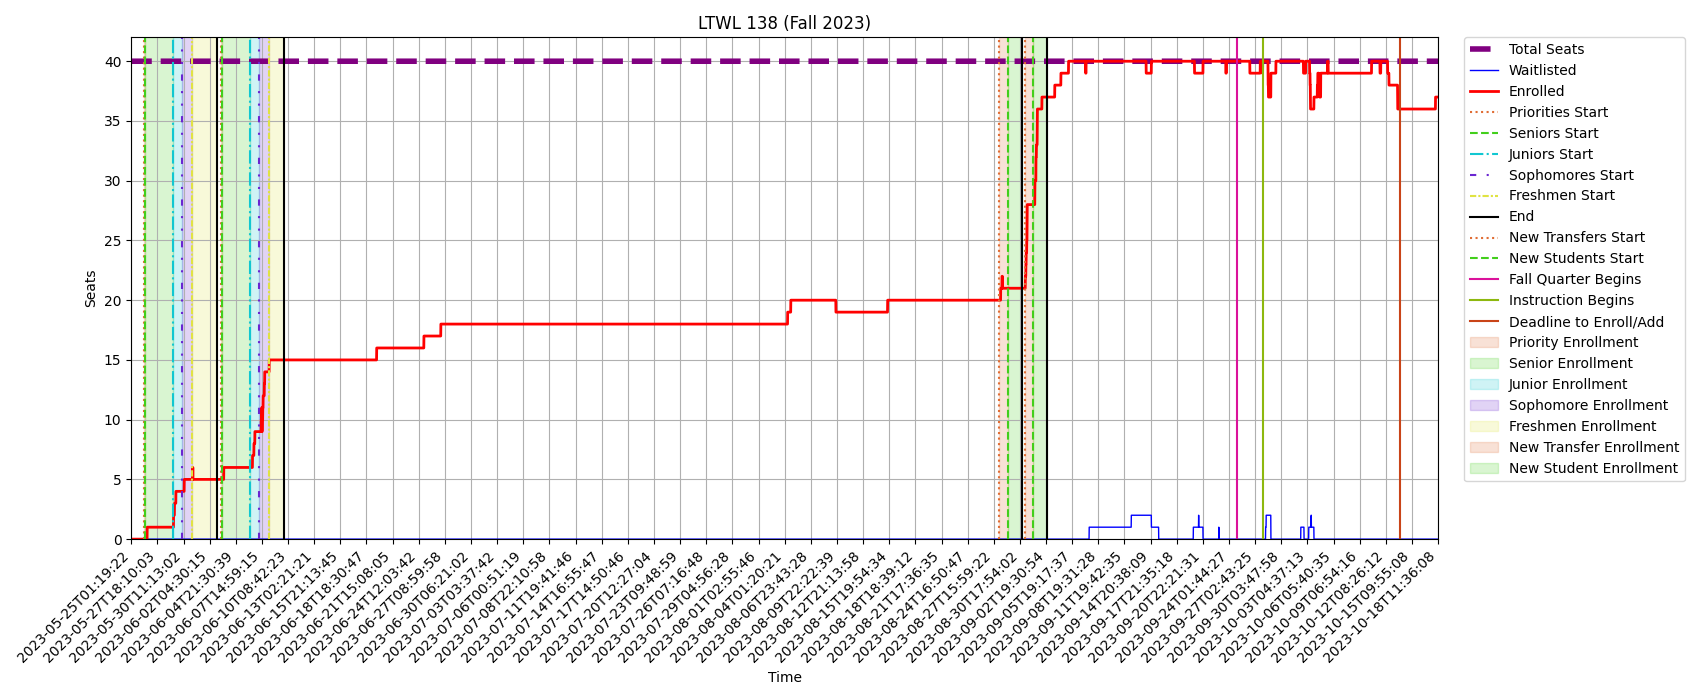 LTWL 138 (Fall 2023)
40
35
30
25
20
15
10
5
0
Seats
2023-05-25T01:19:22
2023-05-27T18:10:03
2023-05-30T11:13:02
2023-06-02T04:30:15
2023-06-04T21:30:39
2023-06-07T14:59:15
2023-06-10T08:42:23
2023-06-13T02:21:21
2023-06-15T21:13:45
2023-06-18T18:30:47
2023-06-21T15:08:05
2023-06-24T12:03:42
2023-06-27T08:59:58
2023-06-30T06:21:02
2023-07-03T03:37:42
2023-07-06T00:51:19
2023-07-08T22:10:58
2023-07-11T19:41:46
2023-07-14T16:55:47
2023-07-17T14:50:46
2023-07-20T12:27:04
2023-07-23T09:48:59
2023-07-26T07:16:48
2023-07-29T04:56:28
2023-08-01T02:55:46
2023-08-04T01:20:21
2023-08-06T23:43:28
2023-08-09T22:22:39
2023-08-12T21:13:58
2023-08-15T19:54:34
2023-08-18T18:39:12
2023-08-21T17:36:35
2023-08-24T16:50:47
2023-08-27T15:59:22
2023-08-30T17:54:02
2023-09-02T19:30:54
2023-09-05T19:17:37
2023-09-08T19:31:28
2023-09-11T19:42:35
2023-09-14T20:38:09
2023-09-17T21:35:18
2023-09-20T22:21:31
2023-09-24T01:44:27
2023-09-27T02:43:25
2023-09-30T03:47:58
2023-10-03T04:37:13
2023-10-06T05:40:35
2023-10-09T06:54:16
2023-10-12T08:26:12
2023-10-15T09:55:08
2023-10-18T11:36:08
Time
Total Seats
Waitlisted
Enrolled
Priorities Start
Seniors Start
Juniors Start
Sophomores Start
Freshmen Start
End
New Transfers Start
New Students Start
Fall Quarter Begins
Instruction Begins
Deadline to Enroll/Add
Priority Enrollment
Senior Enrollment
Junior Enrollment
Sophomore Enrollment
Freshmen Enrollment
New Transfer Enrollment
New Student Enrollment